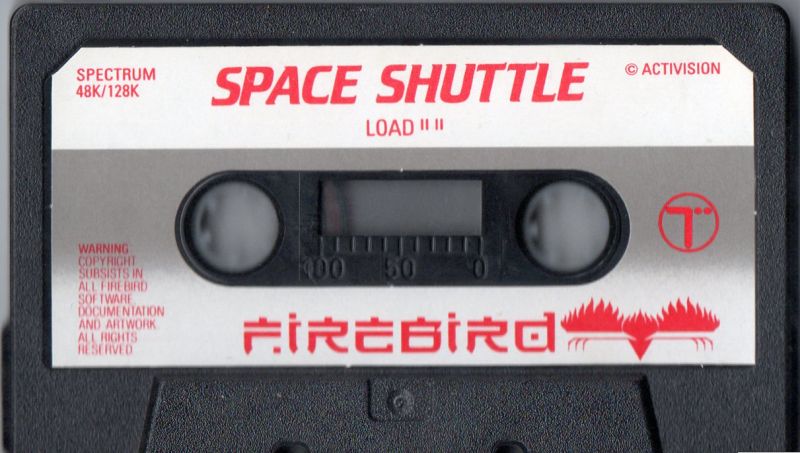 SPECTRUM
48K/128K
SPACE SHUTTLE
© ACTIVISION
LOAD " "
100 50 0
WARNING
COPYRIGHT
SUBSISTS IN
ALL FIREBIRD
SOFTWARE,
DOCUMENTATION
AND ARTWORK
ALL RIGHTS
RESERVED
FIREBIRD